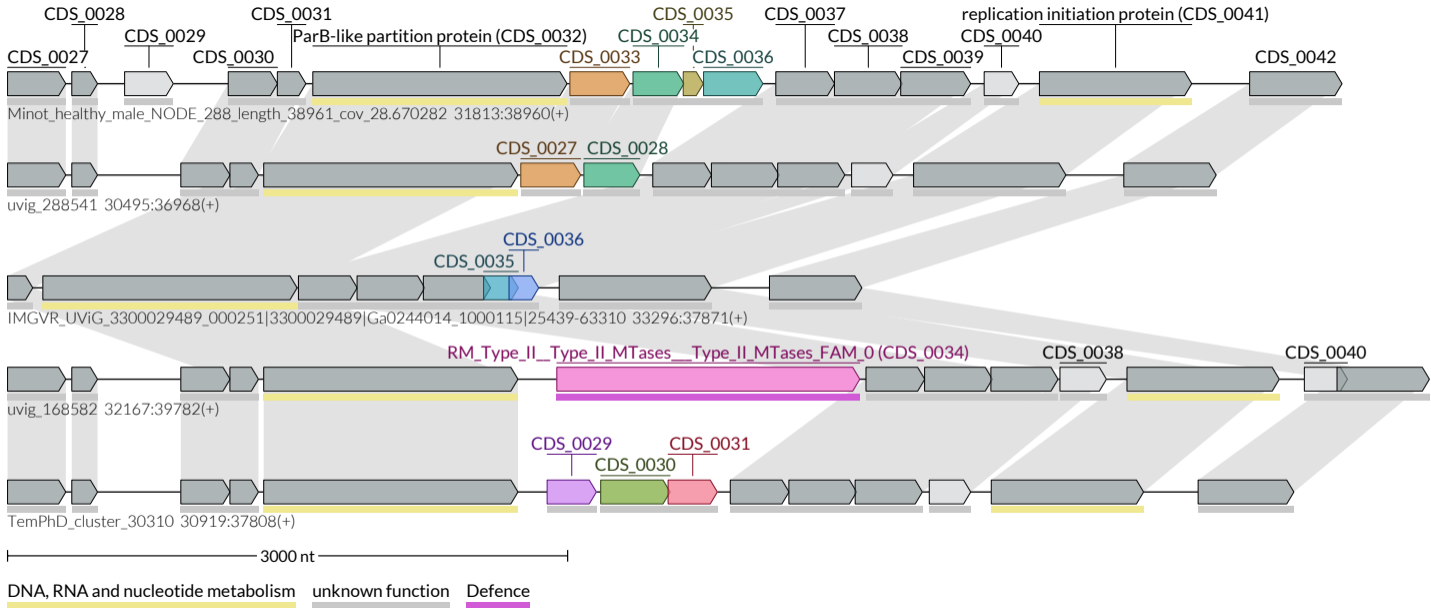 CDS_0028 CDS_0031 CDS_0035 CDS_0037 replication initiation protein (CDS_0041)
CDS_0029 ParB-like partition protein (CDS_0032) CDS_0034 CDS_0038 CDS_0040
CDS_0027 CDS_0030 CDS_0033 CDS_0036 CDS_0039 CDS_0042
Minot_healthy_male_NODE_288_length_38961_cov_28.670282 31813:38960(+)
CDS_0027 CDS_0028
uvig_288541 30495:36968(+)
CDS_0036
CDS_0035
IMGVR_UViG_3300029489_000251|3300029489|Ga0244014_1000115|25439-63310 33296:37871(+)
RM_Type_II__Type_II_MTases___Type_II_MTases_FAM_0 (CDS_0034) CDS_0038 CDS_0040
uvig_168582 32167:39782(+)
CDS_0029 CDS_0031
CDS_0030
TemPhD_cluster_30310 30919:37808(+)
3000 nt
DNA, RNA and nucleotide metabolism unknown function Defence